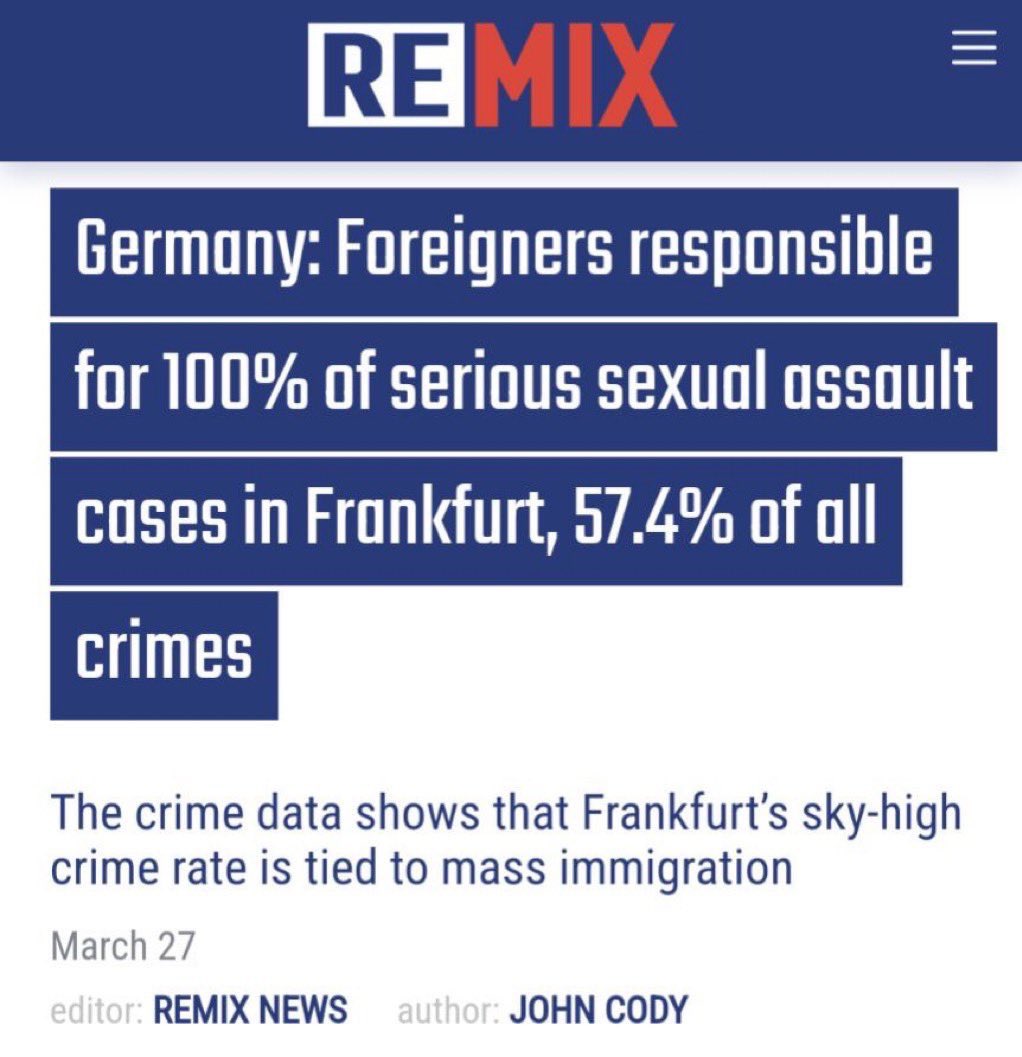 REMIX
Germany: Foreigners responsible
for 100% of serious sexual assault
cases in Frankfurt, 57.4% of all
crimes
The crime data shows that Frankfurt's sky-high
crime rate is tied to mass immigration
March 27
editor: REMIX NEWS author: JOHN CODY